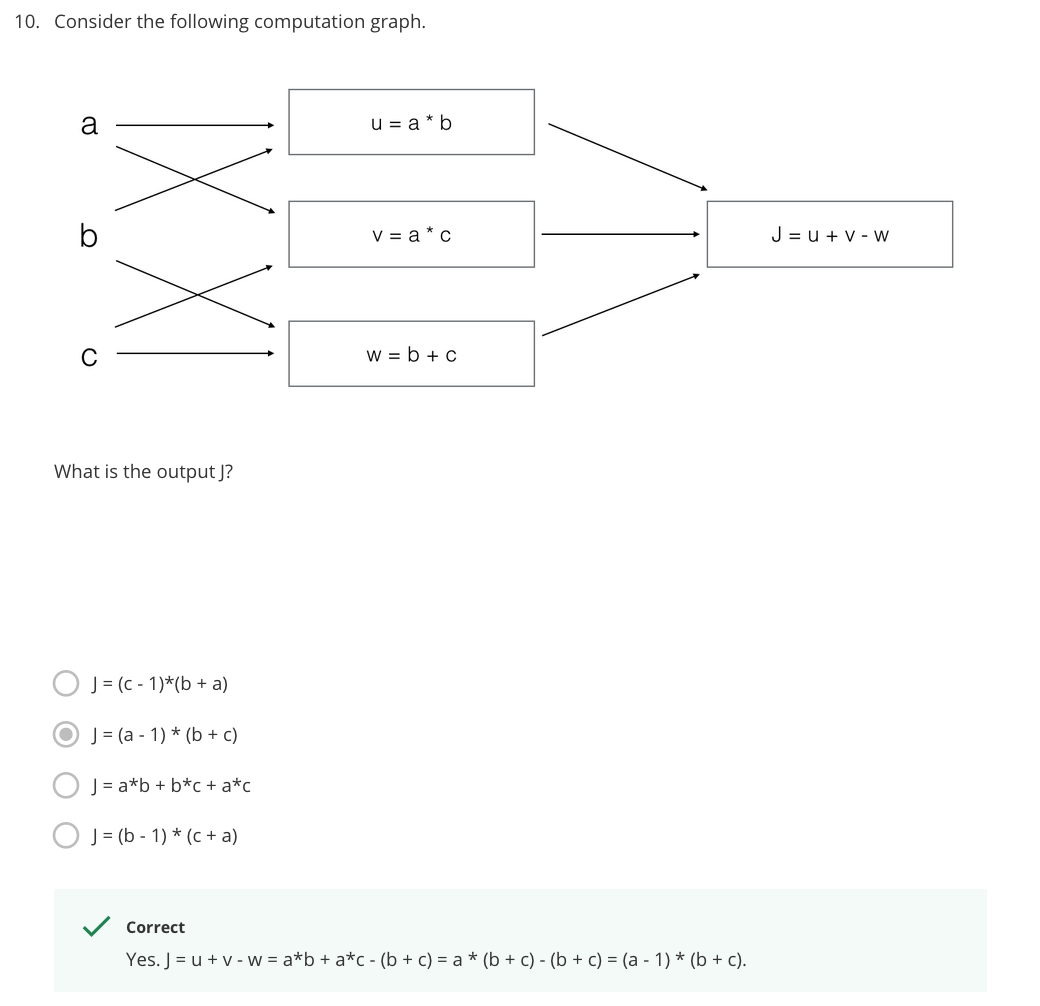 10. Consider the following computation graph.
a
u = a * b
b
v = a * c
J = u + v - w
c
w = b + c
What is the output J?
J = (c - 1)*(b + a)
J = (a - 1) * (b + c)
J = a*b + b*c + a*c
J = (b - 1) * (c + a)
Correct
Yes. J = u + v - w = a*b + a*c - (b + c) = a * (b + c) - (b + c) = (a - 1) * (b + c).